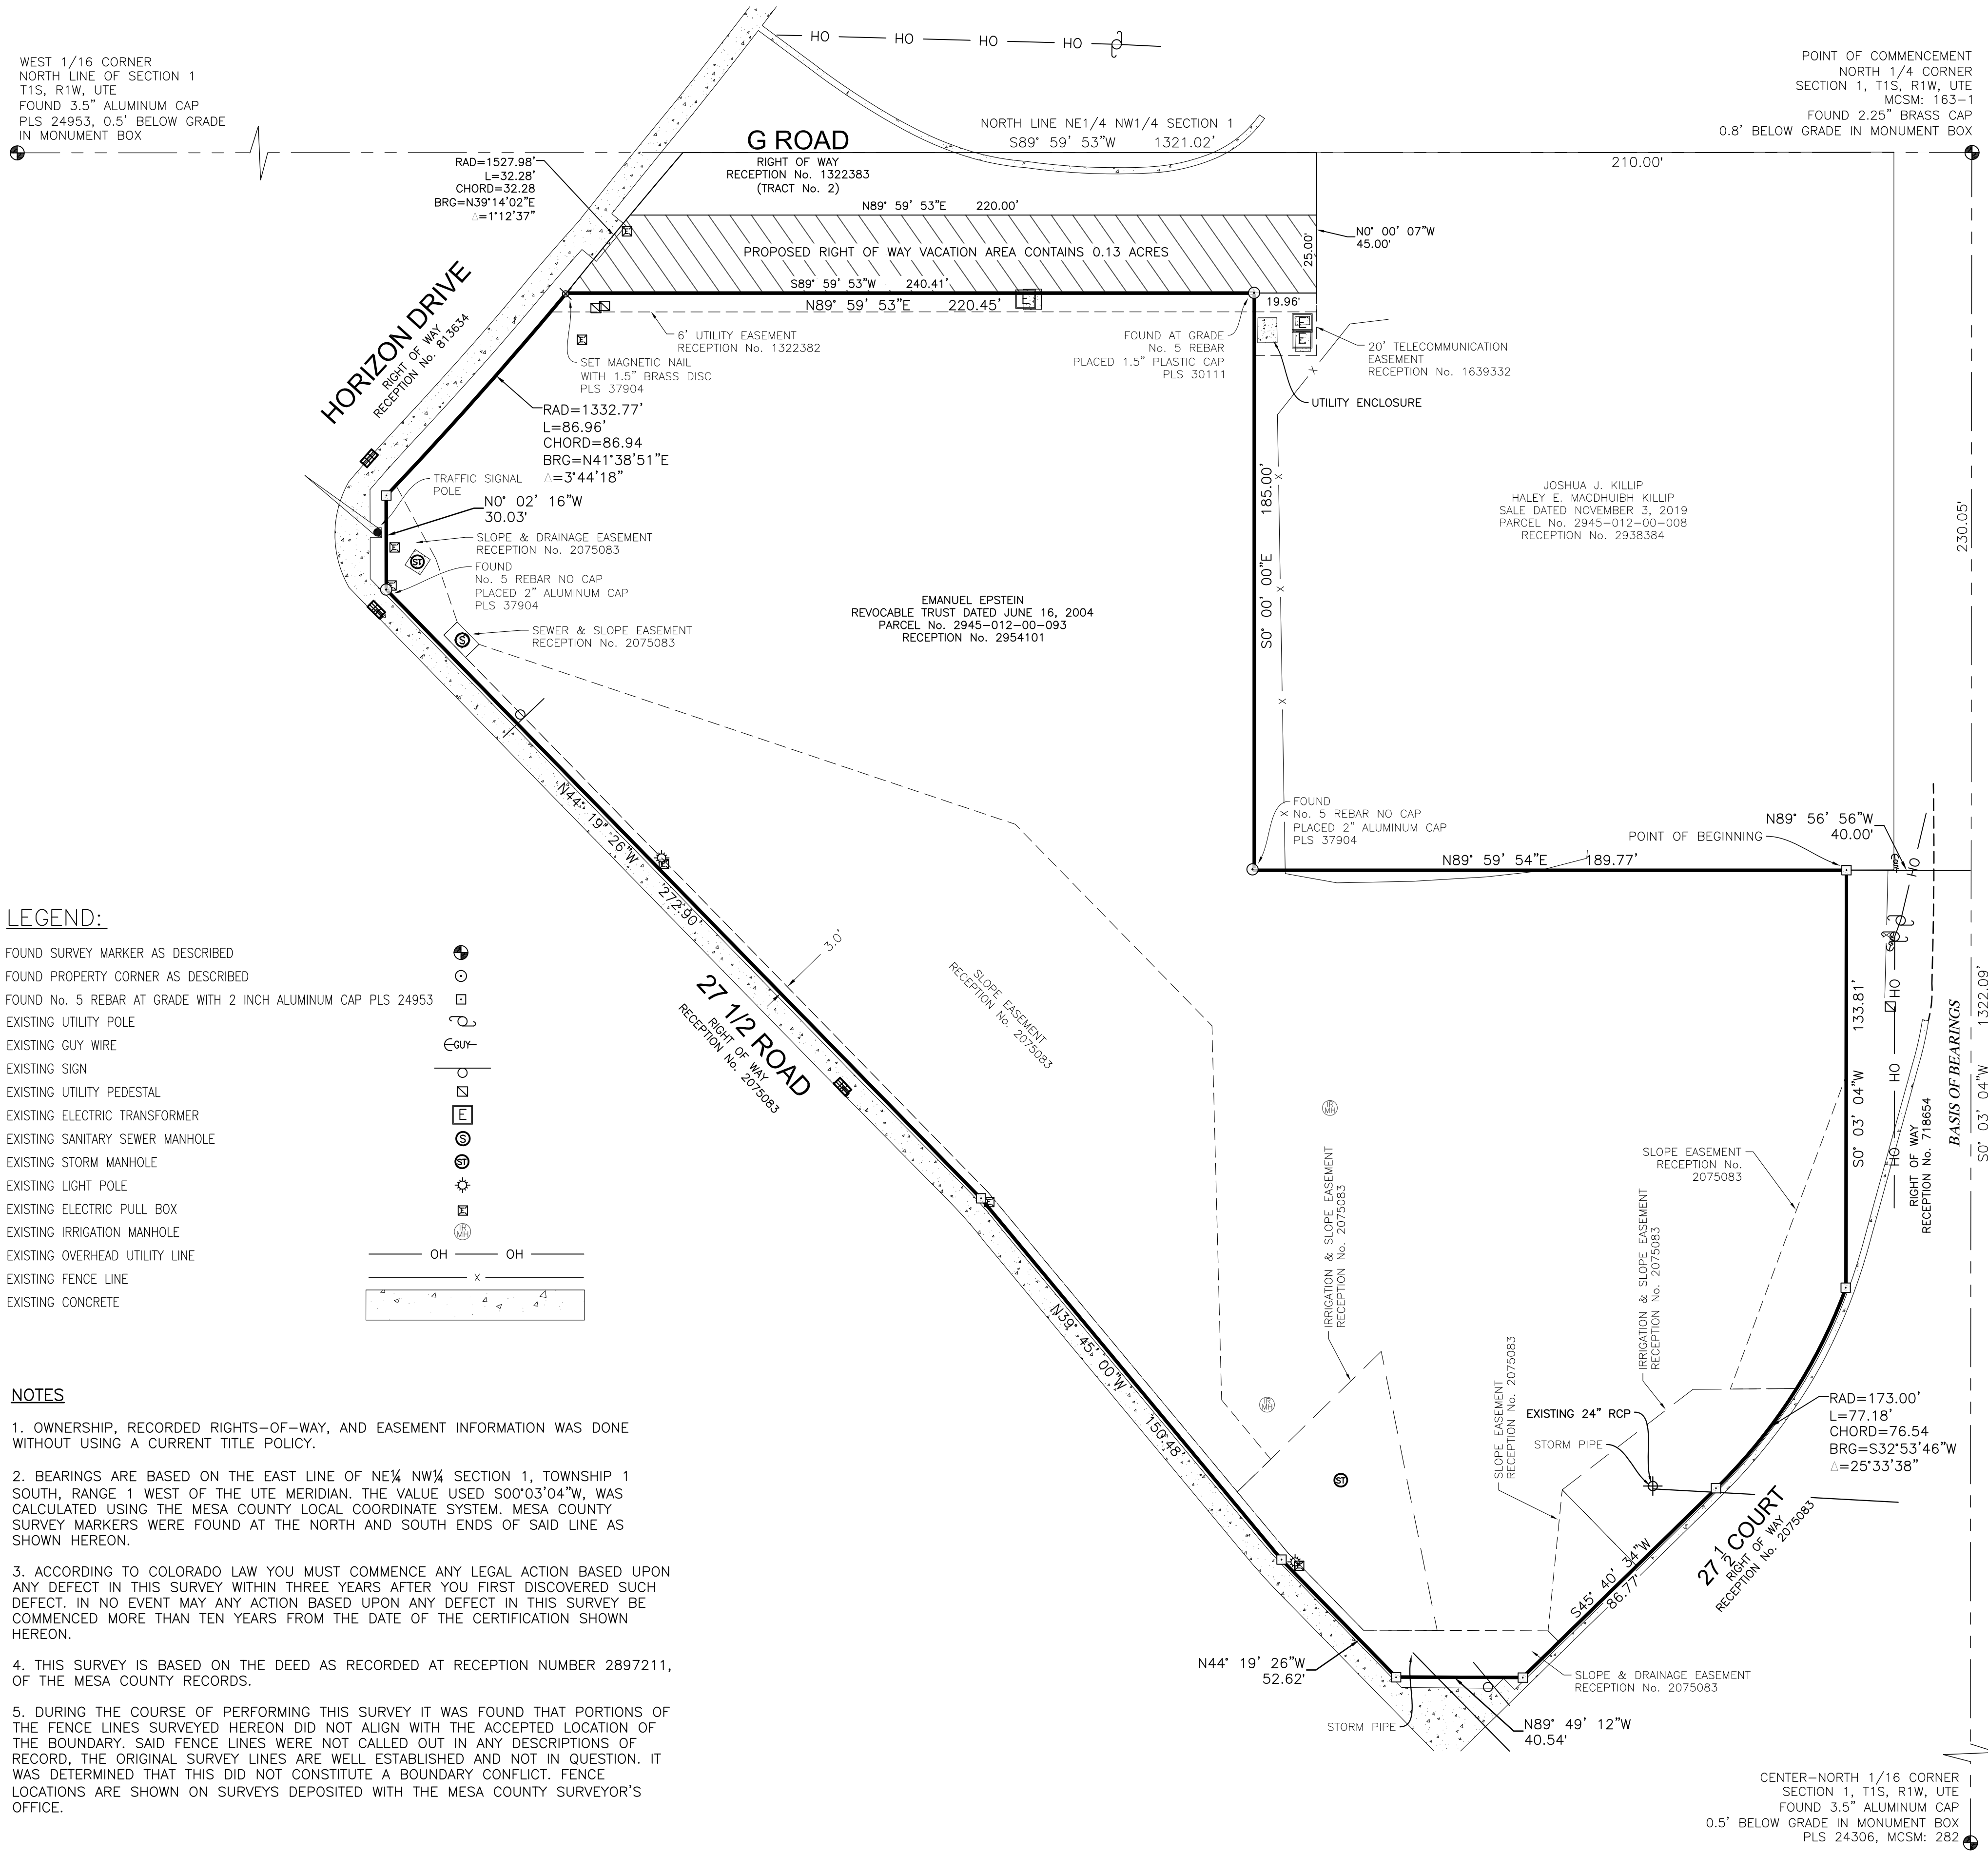 WEST 1/16 CORNER
NORTH LINE OF SECTION 1
T1S, R1W, UTE
FOUND 3.5" ALUMINUM CAP
PLS 24953, 0.5' BELOW GRADE
IN MONUMENT BOX
HO HO HO HO
POINT OF COMMENCEMENT
NORTH 1/4 CORNER
SECTION 1, T1S, R1W, UTE
MCSM: 163-1
FOUND 2.25" BRASS CAP
0.8' BELOW GRADE IN MONUMENT BOX
NORTH LINE NE1/4 NW1/4 SECTION 1
S89° 59' 53"W 1321.02'
210.00'
G ROAD
RIGHT OF WAY
RECEPTION No. 1322383
(TRACT No. 2)
RAD=1527.98'
L=32.28'
CHORD=32.28
BRG=N39°14'02"E
△=1°12'37"
N89° 59' 53"E 220.00'
N0° 00' 07"W
45.00'
25.00'
PROPOSED RIGHT OF WAY VACATION AREA CONTAINS 0.13 ACRES
S89° 59' 53"W 240.41'
E
N89° 59' 53"E 220.45'
19.96'
HORIZON DRIVE
RIGHT OF WAY
RECEPTION No. 813634
6' UTILITY EASEMENT
RECEPTION No. 1322382
SET MAGNETIC NAIL
WITH 1.5" BRASS DISC
PLS 37904
FOUND AT GRADE
No. 5 REBAR
PLACED 1.5" PLASTIC CAP
PLS 30111
E
E
20' TELECOMMUNICATION
EASEMENT
RECEPTION No. 1639332
X
UTILITY ENCLOSURE
RAD=1332.77'
L=86.96'
CHORD=86.94
BRG=N41°38'51"E
△=3°44'18"
TRAFFIC SIGNAL
POLE
N0° 02' 16"W
30.03'
SLOPE & DRAINAGE EASEMENT
RECEPTION No. 2075083
ST
FOUND
No. 5 REBAR NO CAP
PLACED 2" ALUMINUM CAP
PLS 37904
S
SEWER & SLOPE EASEMENT
RECEPTION No. 2075083
S0° 00' 00"E 185.00'
X
X
X
JOSHUA J. KILLIP
HALEY E. MACDHUIBH KILLIP
SALE DATED NOVEMBER 3, 2019
PARCEL No. 2945-012-00-008
RECEPTION No. 2938384
230.05'
EMANUEL EPSTEIN
REVOCABLE TRUST DATED JUNE 16, 2004
PARCEL No. 2945-012-00-093
RECEPTION No. 2954101
N44° 19' 26"W 272.90'
FOUND
X No. 5 REBAR NO CAP
PLACED 2" ALUMINUM CAP
PLS 37904
N89° 56' 56"W
40.00'
POINT OF BEGINNING
N89° 59' 54"E 189.77'
HO
GUY
GUY
HO
HO
HO
3.0'
27 1/2 ROAD
RIGHT OF WAY
RECEPTION No. 2075083
SLOPE EASEMENT
RECEPTION No. 2075083
S0° 03' 04"W 133.81'
BASIS OF BEARINGS
S0° 03' 04"W 1322.09'
RIGHT OF WAY
RECEPTION No. 718654
SLOPE EASEMENT
RECEPTION No.
2075083
IR
MH
IRRIGATION & SLOPE EASEMENT
RECEPTION No. 2075083
IRRIGATION & SLOPE EASEMENT
RECEPTION No. 2075083
SLOPE EASEMENT
RECEPTION No. 2075083
IR
MH
N39° 45' 00"W 150.48'
EXISTING 24" RCP
STORM PIPE
ST
RAD=173.00'
L=77.18'
CHORD=76.54
BRG=S32°53'46"W
△=25°33'38"
27 1/2 COURT
RIGHT OF WAY
RECEPTION No. 2075083
S45° 40' 34"W
86.77'
N44° 19' 26"W
52.62'
SLOPE & DRAINAGE EASEMENT
RECEPTION No. 2075083
STORM PIPE
N89° 49' 12"W
40.54'
CENTER-NORTH 1/16 CORNER
SECTION 1, T1S, R1W, UTE
FOUND 3.5" ALUMINUM CAP
0.5' BELOW GRADE IN MONUMENT BOX
PLS 24306, MCSM: 282
LEGEND:
FOUND SURVEY MARKER AS DESCRIBED
FOUND PROPERTY CORNER AS DESCRIBED
FOUND No. 5 REBAR AT GRADE WITH 2 INCH ALUMINUM CAP PLS 24953
EXISTING UTILITY POLE
EXISTING GUY WIRE GUY
EXISTING SIGN
EXISTING UTILITY PEDESTAL
EXISTING ELECTRIC TRANSFORMER E
EXISTING SANITARY SEWER MANHOLE S
EXISTING STORM MANHOLE ST
EXISTING LIGHT POLE
EXISTING ELECTRIC PULL BOX E
EXISTING IRRIGATION MANHOLE IR MH
EXISTING OVERHEAD UTILITY LINE OH OH
EXISTING FENCE LINE X
EXISTING CONCRETE
NOTES
1. OWNERSHIP, RECORDED RIGHTS-OF-WAY, AND EASEMENT INFORMATION WAS DONE
WITHOUT USING A CURRENT TITLE POLICY.
2. BEARINGS ARE BASED ON THE EAST LINE OF NE¼ NW¼ SECTION 1, TOWNSHIP 1
SOUTH, RANGE 1 WEST OF THE UTE MERIDIAN. THE VALUE USED S00°03'04"W, WAS
CALCULATED USING THE MESA COUNTY LOCAL COORDINATE SYSTEM. MESA COUNTY
SURVEY MARKERS WERE FOUND AT THE NORTH AND SOUTH ENDS OF SAID LINE AS
SHOWN HEREON.
3. ACCORDING TO COLORADO LAW YOU MUST COMMENCE ANY LEGAL ACTION BASED UPON
ANY DEFECT IN THIS SURVEY WITHIN THREE YEARS AFTER YOU FIRST DISCOVERED SUCH
DEFECT. IN NO EVENT MAY ANY ACTION BASED UPON ANY DEFECT IN THIS SURVEY BE
COMMENCED MORE THAN TEN YEARS FROM THE DATE OF THE CERTIFICATION SHOWN
HEREON.
4. THIS SURVEY IS BASED ON THE DEED AS RECORDED AT RECEPTION NUMBER 2897211,
OF THE MESA COUNTY RECORDS.
5. DURING THE COURSE OF PERFORMING THIS SURVEY IT WAS FOUND THAT PORTIONS OF
THE FENCE LINES SURVEYED HEREON DID NOT ALIGN WITH THE ACCEPTED LOCATION OF
THE BOUNDARY. SAID FENCE LINES WERE NOT CALLED OUT IN ANY DESCRIPTIONS OF
RECORD, THE ORIGINAL SURVEY LINES ARE WELL ESTABLISHED AND NOT IN QUESTION. IT
WAS DETERMINED THAT THIS DID NOT CONSTITUTE A BOUNDARY CONFLICT. FENCE
LOCATIONS ARE SHOWN ON SURVEYS DEPOSITED WITH THE MESA COUNTY SURVEYOR'S
OFFICE.